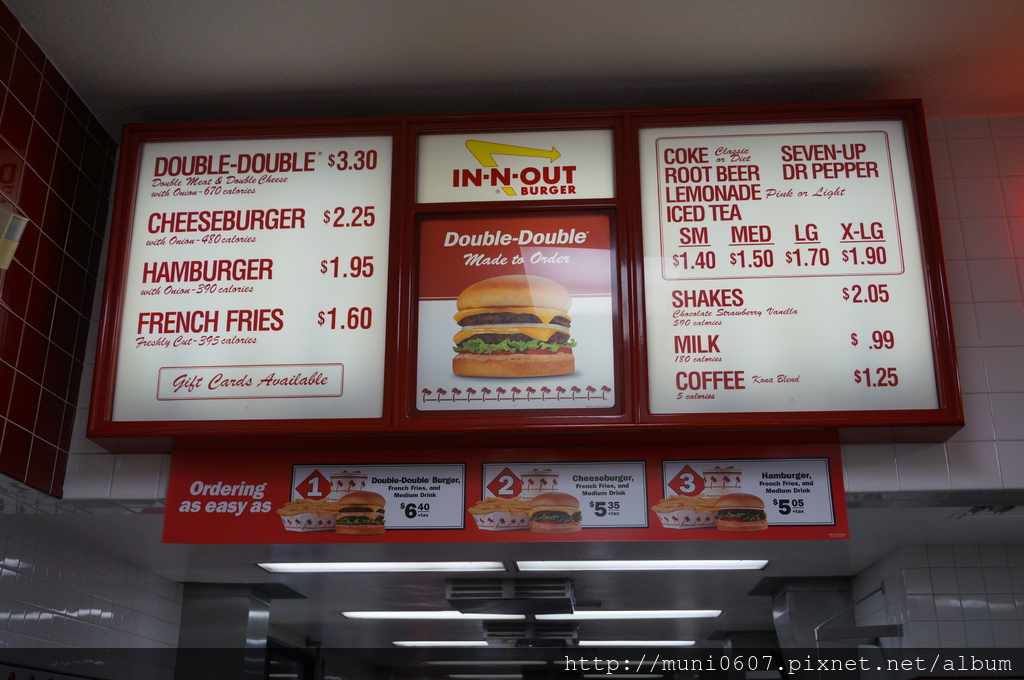 DOUBLE-DOUBLE® $3.30
Double Meat & Double Cheese
with Onion-670 calories
CHEESEBURGER $2.25
with Onion-480 calories
HAMBURGER $1.95
with Onion-390 calories
FRENCH FRIES $1.60
Freshly Cut-395 calories
Gift Cards Available
IN-N-OUT
BURGER
Double-Double®
Made to Order
COKE Classic or Diet SEVEN-UP
ROOT BEER DR PEPPER
LEMONADE Pink or Light
ICED TEA
SM MED LG X-LG
$1.40 $1.50 $1.70 $1.90
SHAKES $2.05
Chocolate Strawberry Vanilla
590 calories
MILK $ .99
180 calories
COFFEE Kona Blend $1.25
5 calories
Ordering
as easy as
1
Double-Double® Burger,
French Fries, and
Medium Drink
$6.40
+tax
2
Cheeseburger,
French Fries, and
Medium Drink
$5.35
+tax
3
Hamburger,
French Fries, and
Medium Drink
$5.05
+tax
http://muni0607.pixnet.net/album